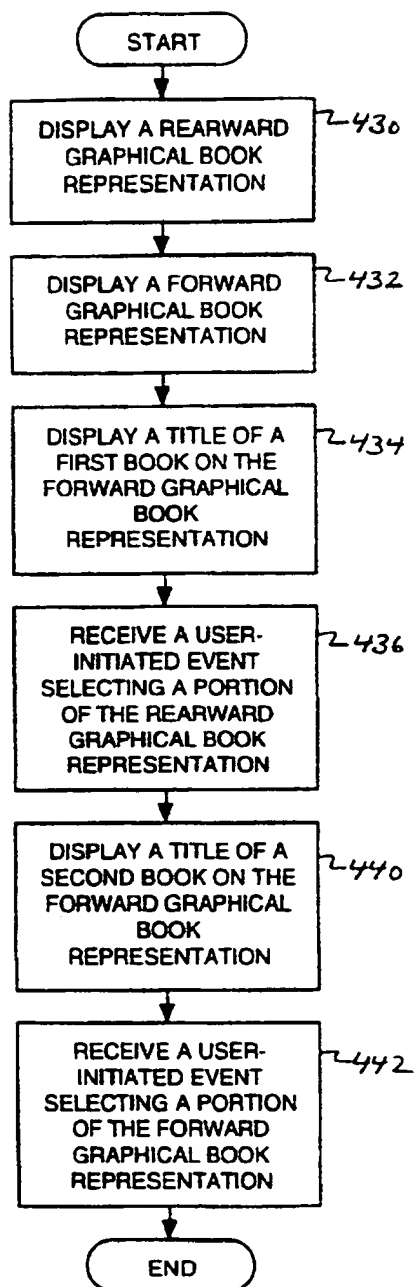 START
DISPLAY A REARWARD
GRAPHICAL BOOK
REPRESENTATION
430
DISPLAY A FORWARD
GRAPHICAL BOOK
REPRESENTATION
432
DISPLAY A TITLE OF A
FIRST BOOK ON THE
FORWARD GRAPHICAL
BOOK
REPRESENTATION
434
RECEIVE A USER-
INITIATED EVENT
SELECTING A PORTION
OF THE REARWARD
GRAPHICAL BOOK
REPRESENTATION
436
DISPLAY A TITLE OF A
SECOND BOOK ON THE
FORWARD GRAPHICAL
BOOK
REPRESENTATION
440
RECEIVE A USER-
INITIATED EVENT
SELECTING A PORTION
OF THE FORWARD
GRAPHICAL BOOK
REPRESENTATION
442
END